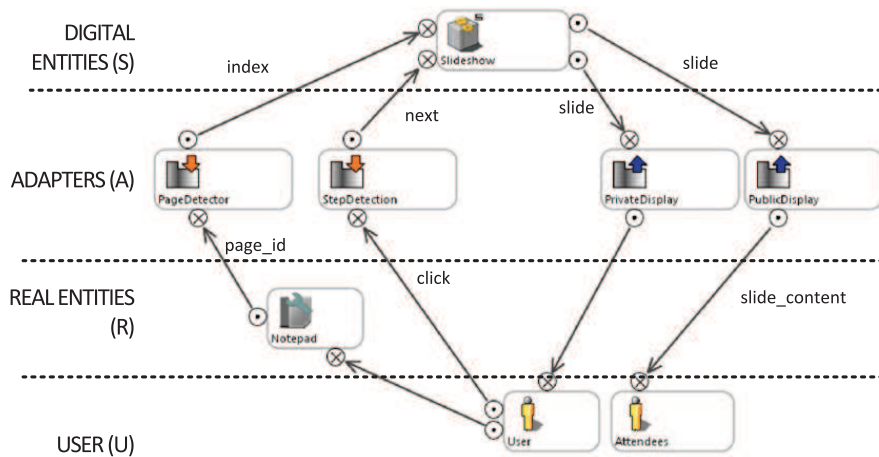 DIGITAL
ENTITIES (S)
Slideshow
index
next
slide
slide
ADAPTERS (A)
PageDetector
StepDetection
PrivateDisplay
PublicDisplay
page_id
click
slide_content
REAL ENTITIES
(R)
Notepad
USER (U)
User
Attendees